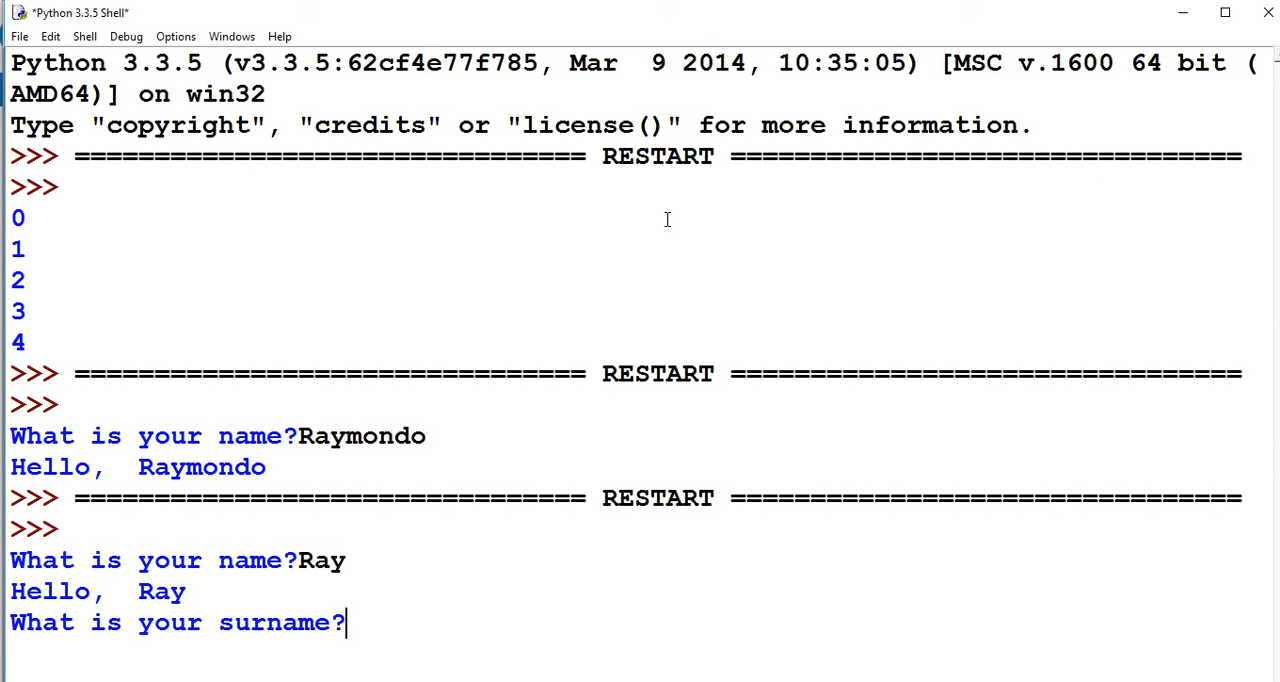 *Python 3.3.5 Shell*
File Edit Shell Debug Options Windows Help
Python 3.3.5 (v3.3.5:62cf4e77f785, Mar  9 2014, 10:35:05) [MSC v.1600 64 bit (
AMD64)] on win32
Type "copyright", "credits" or "license()" for more information.
>>> ================================ RESTART ================================
>>>
0
1
2
3
4
>>> ================================ RESTART ================================
>>>
What is your name?Raymondo
Hello,  Raymondo
>>> ================================ RESTART ================================
>>>
What is your name?Ray
Hello,  Ray
What is your surname?